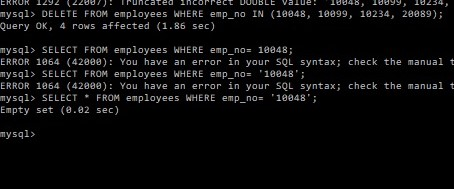 ERROR 1292 (22007): Truncated incorrect DOUBLE value: '10048, 10099, 10234,
mysql> DELETE FROM employees WHERE emp_no IN (10048, 10099, 10234, 20089);
Query OK, 4 rows affected (1.86 sec)
mysql> SELECT FROM employees WHERE emp_no= 10048;
ERROR 1064 (42000): You have an error in your SQL syntax; check the manual t
mysql> SELECT FROM employees WHERE emp_no= '10048';
ERROR 1064 (42000): You have an error in your SQL syntax; check the manual t
mysql> SELECT * FROM employees WHERE emp_no= '10048';
Empty set (0.02 sec)
mysql>